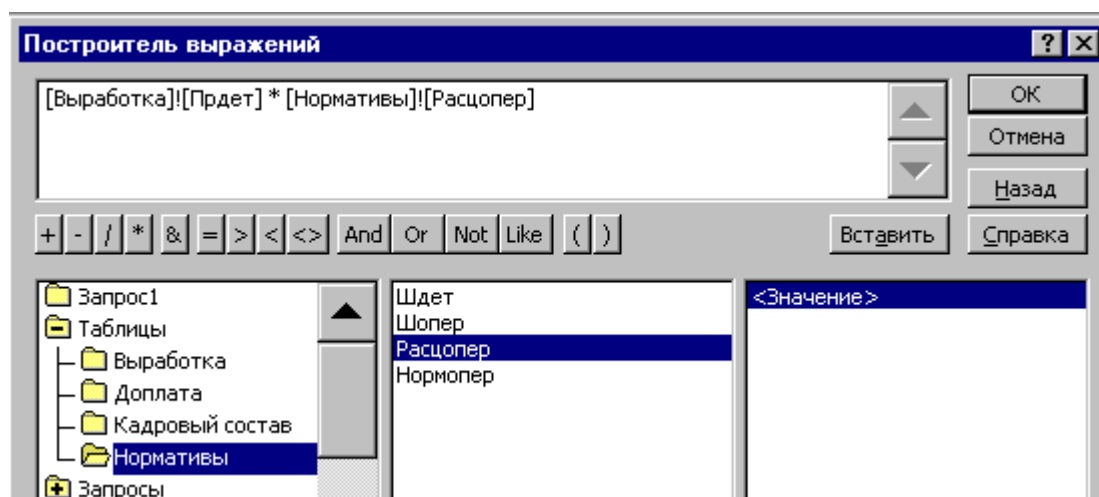 Построитель выражений
[Выработка]![Прдет] * [Нормативы]![Расцопер]
ОК
Отмена
Назад
+ - / * & = > < <> And Or Not Like ( ) Вставить Справка
Запрос1
Таблицы
Выработка
Доплата
Кадровый состав
Нормативы
Запросы
Шдет
Шопер
Расцопер
Нормопер
<Значение>